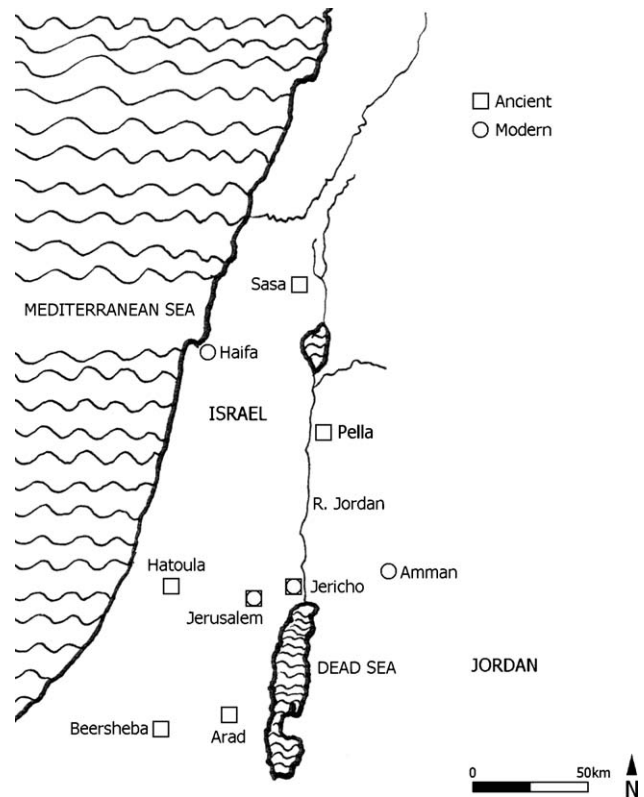 Ancient
Modern
Sasa
MEDITERRANEAN SEA
Haifa
ISRAEL
Pella
R. Jordan
Hatoula
Jericho
Amman
Jerusalem
DEAD SEA
JORDAN
Beersheba
Arad
0
50km
N